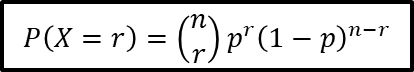 P(X = r) = \binom{n}{r} p^r (1 − p)^{n−r}